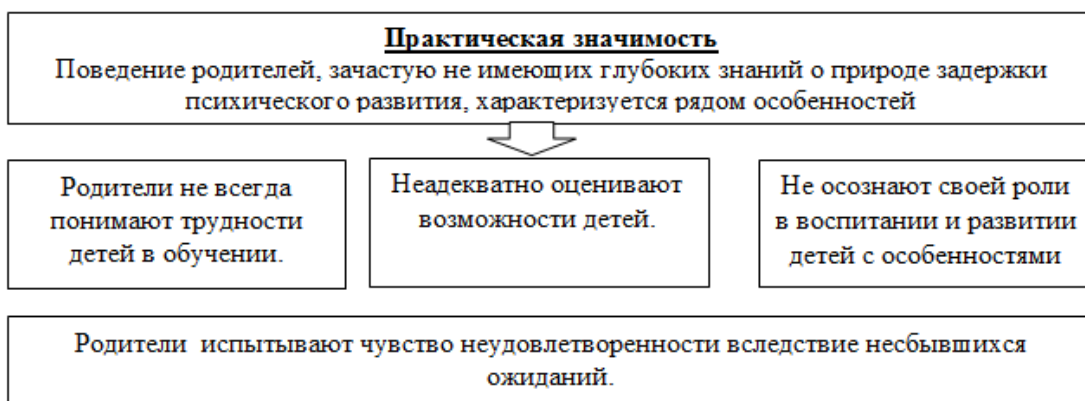 Практическая значимость
Поведение родителей, зачастую не имеющих глубоких знаний о природе задержки
психического развития, характеризуется рядом особенностей
Родители не всегда
понимают трудности
детей в обучении.
Неадекватно оценивают
возможности детей.
Не осознают своей роли
в воспитании и развитии
детей с особенностями
Родители испытывают чувство неудовлетворенности вследствие несбывшихся
ожиданий.